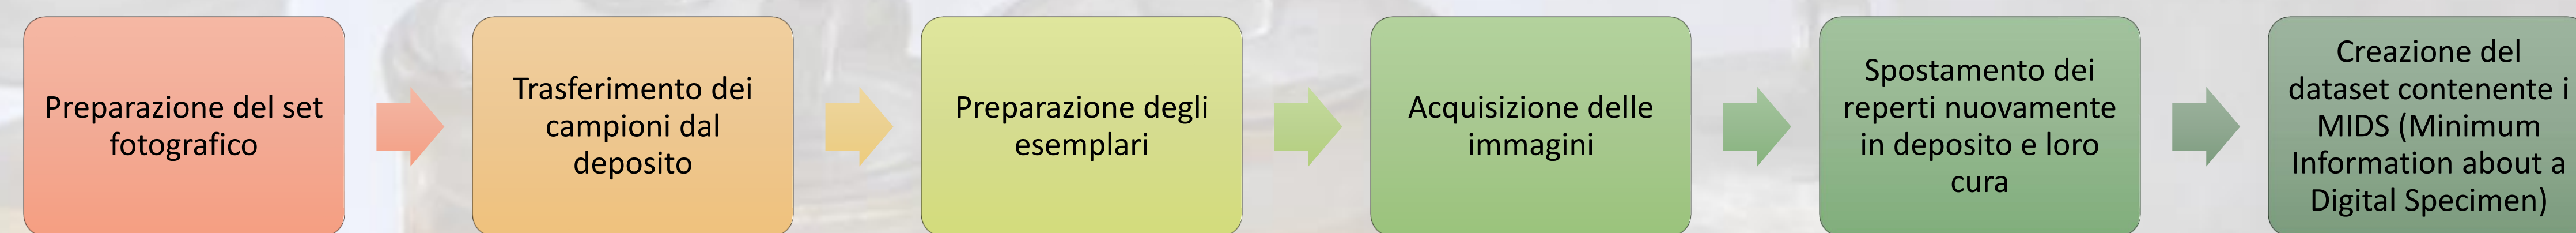 Preparazione del set
fotografico
Trasferimento dei
campioni dal
deposito
Preparazione degli
esemplari
Acquisizione delle
immagini
Spostamento dei
reperti nuovamente
in deposito e loro
cura
Creazione del
dataset contenente i
MIDS (Minimum
Information about a
Digital Specimen)